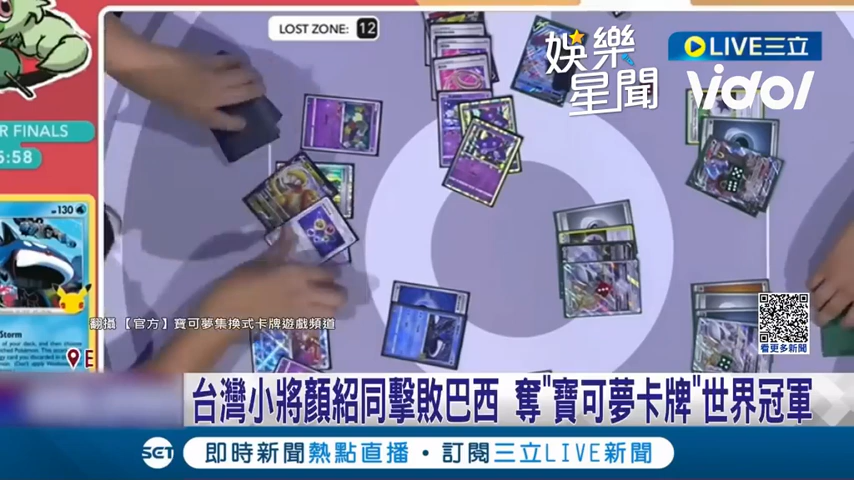 LOST ZONE: 12
娛樂
星聞
LIVE三立
vidol
R FINALS
5:58
HP130
Storm
翻攝【官方】寶可夢集換式卡牌遊戲頻道
E
看更多新聞
台灣小將顏紹同擊敗巴西 奪"寶可夢卡牌"世界冠軍
SET 即時新聞熱點直播・訂閱三立LIVE新聞